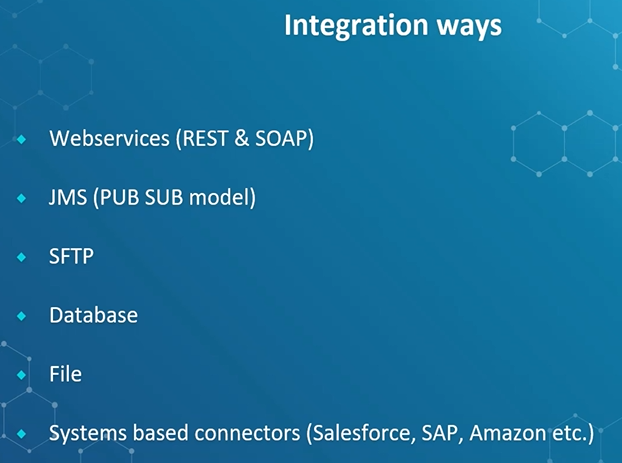 Integration ways
Webservices (REST & SOAP)
JMS (PUB SUB model)
SFTP
Database
File
Systems based connectors (Salesforce, SAP, Amazon etc.)